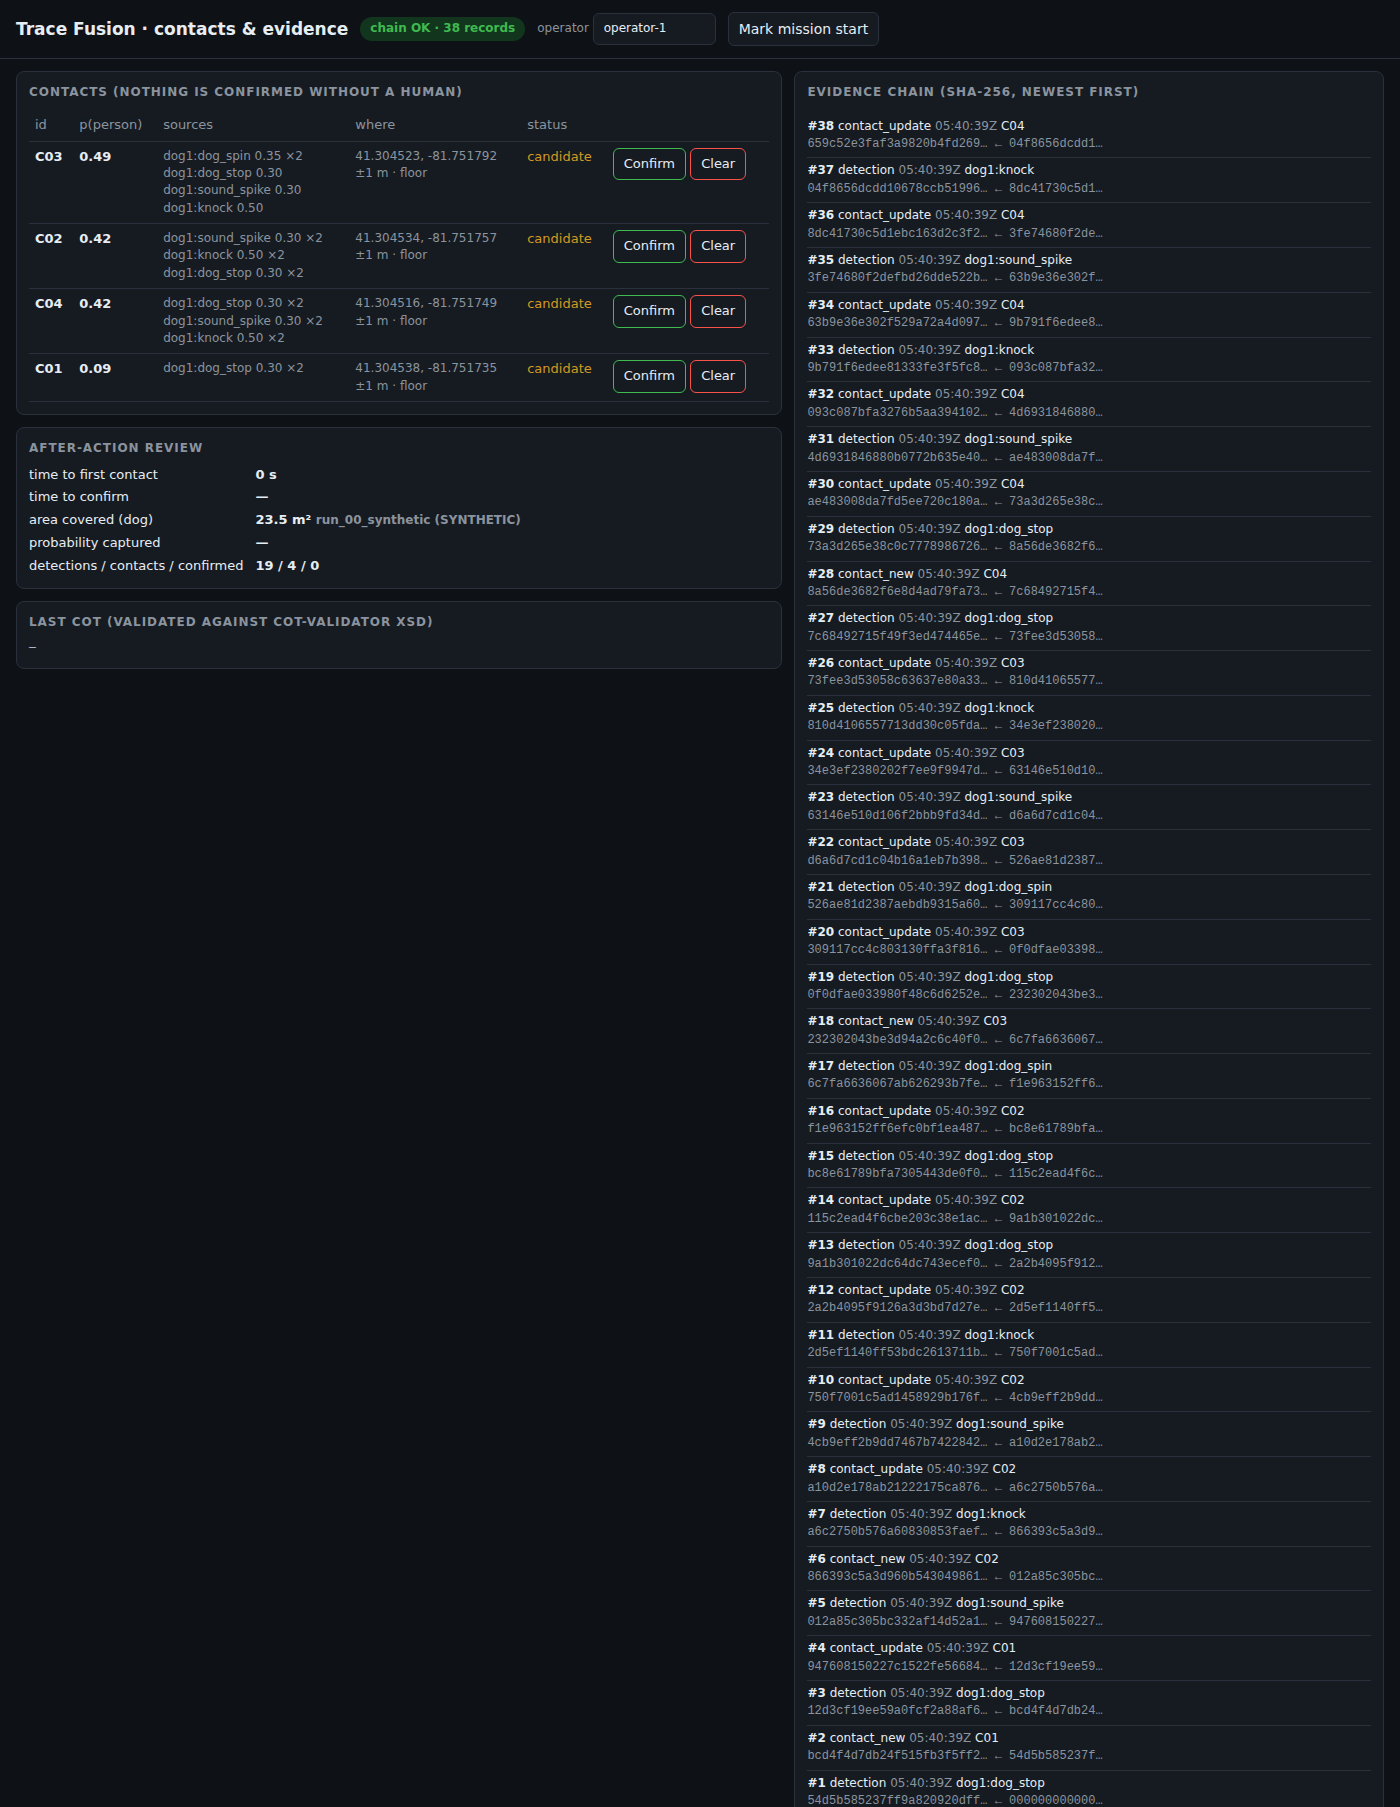 Trace Fusion · contacts & evidence
chain OK · 38 records
operator
operator-1
Mark mission start
CONTACTS (NOTHING IS CONFIRMED WITHOUT A HUMAN)
id p(person) sources where status
C03 0.49 dog1:dog_spin 0.35 ×2 41.304523, -81.751792 candidate Confirm Clear
dog1:dog_stop 0.30 ±1 m · floor
dog1:sound_spike 0.30
dog1:knock 0.50
C02 0.42 dog1:sound_spike 0.30 ×2 41.304534, -81.751757 candidate Confirm Clear
dog1:knock 0.50 ×2 ±1 m · floor
dog1:dog_stop 0.30 ×2
C04 0.42 dog1:dog_stop 0.30 ×2 41.304516, -81.751749 candidate Confirm Clear
dog1:sound_spike 0.30 ×2 ±1 m · floor
dog1:knock 0.50 ×2
C01 0.09 dog1:dog_stop 0.30 ×2 41.304538, -81.751735 candidate Confirm Clear
±1 m · floor
AFTER-ACTION REVIEW
time to first contact 0 s
time to confirm —
area covered (dog) 23.5 m² run_00_synthetic (SYNTHETIC)
probability captured —
detections / contacts / confirmed 19 / 4 / 0
LAST COT (VALIDATED AGAINST COT-VALIDATOR XSD)
—
EVIDENCE CHAIN (SHA-256, NEWEST FIRST)
#38 contact_update 05:40:39Z C04
659c52e3faf3a9820b4fd269… ← 04f8656dcdd1…
#37 detection 05:40:39Z dog1:knock
04f8656dcdd10678ccb51996… ← 8dc41730c5d1…
#36 contact_update 05:40:39Z C04
8dc41730c5d1ebc163d2c3f2… ← 3fe74680f2de…
#35 detection 05:40:39Z dog1:sound_spike
3fe74680f2defbd26dde522b… ← 63b9e36e302f…
#34 contact_update 05:40:39Z C04
63b9e36e302f529a72a4d097… ← 9b791f6edee8…
#33 detection 05:40:39Z dog1:knock
9b791f6edee81333fe3f5fc8… ← 093c087bfa32…
#32 contact_update 05:40:39Z C04
093c087bfa3276b5aa394102… ← 4d6931846880…
#31 detection 05:40:39Z dog1:sound_spike
4d6931846880b0772b635e40… ← ae483008da7f…
#30 contact_update 05:40:39Z C04
ae483008da7fd5ee720c180a… ← 73a3d265e38c…
#29 detection 05:40:39Z dog1:dog_stop
73a3d265e38c0c7778986726… ← 8a56de3682f6…
#28 contact_new 05:40:39Z C04
8a56de3682f6e8d4ad79fa73… ← 7c68492715f4…
#27 detection 05:40:39Z dog1:dog_stop
7c68492715f49f3ed474465e… ← 73fee3d53058…
#26 contact_update 05:40:39Z C03
73fee3d53058c63637e80a33… ← 810d41065577…
#25 detection 05:40:39Z dog1:knock
810d4106557713dd30c05fda… ← 34e3ef238020…
#24 contact_update 05:40:39Z C03
34e3ef2380202f7ee9f9947d… ← 63146e510d10…
#23 detection 05:40:39Z dog1:sound_spike
63146e510d106f2bbb9fd34d… ← d6a6d7cd1c04…
#22 contact_update 05:40:39Z C03
d6a6d7cd1c04b16a1eb7b398… ← 526ae81d2387…
#21 detection 05:40:39Z dog1:dog_spin
526ae81d2387aebdb9315a60… ← 309117cc4c80…
#20 contact_update 05:40:39Z C03
309117cc4c803130ffa3f816… ← 0f0dfae03398…
#19 detection 05:40:39Z dog1:dog_stop
0f0dfae033980f48c6d6252e… ← 232302043be3…
#18 contact_new 05:40:39Z C03
232302043be3d94a2c6c40f0… ← 6c7fa6636067…
#17 detection 05:40:39Z dog1:dog_spin
6c7fa6636067ab626293b7fe… ← f1e963152ff6…
#16 contact_update 05:40:39Z C02
f1e963152ff6efc0bf1ea487… ← bc8e61789bfa…
#15 detection 05:40:39Z dog1:dog_stop
bc8e61789bfa7305443de0f0… ← 115c2ead4f6c…
#14 contact_update 05:40:39Z C02
115c2ead4f6cbe203c38e1ac… ← 9a1b301022dc…
#13 detection 05:40:39Z dog1:dog_stop
9a1b301022dc64dc743ecef0… ← 2a2b4095f912…
#12 contact_update 05:40:39Z C02
2a2b4095f9126a3d3bd7d27e… ← 2d5ef1140ff5…
#11 detection 05:40:39Z dog1:knock
2d5ef1140ff53bdc2613711b… ← 750f7001c5ad…
#10 contact_update 05:40:39Z C02
750f7001c5ad1458929b176f… ← 4cb9eff2b9dd…
#9 detection 05:40:39Z dog1:sound_spike
4cb9eff2b9dd7467b7422842… ← a10d2e178ab2…
#8 contact_update 05:40:39Z C02
a10d2e178ab21222175ca876… ← a6c2750b576a…
#7 detection 05:40:39Z dog1:knock
a6c2750b576a60830853faef… ← 866393c5a3d9…
#6 contact_new 05:40:39Z C02
866393c5a3d960b543049861… ← 012a85c305bc…
#5 detection 05:40:39Z dog1:sound_spike
012a85c305bc332af14d52a1… ← 947608150227…
#4 contact_update 05:40:39Z C01
947608150227c1522fe56684… ← 12d3cf19ee59…
#3 detection 05:40:39Z dog1:dog_stop
12d3cf19ee59a0fcf2a88af6… ← bcd4f4d7db24…
#2 contact_new 05:40:39Z C01
bcd4f4d7db24f515fb3f5ff2… ← 54d5b585237f…
#1 detection 05:40:39Z dog1:dog_stop
54d5b585237ff9a820920dff… ← 000000000000…